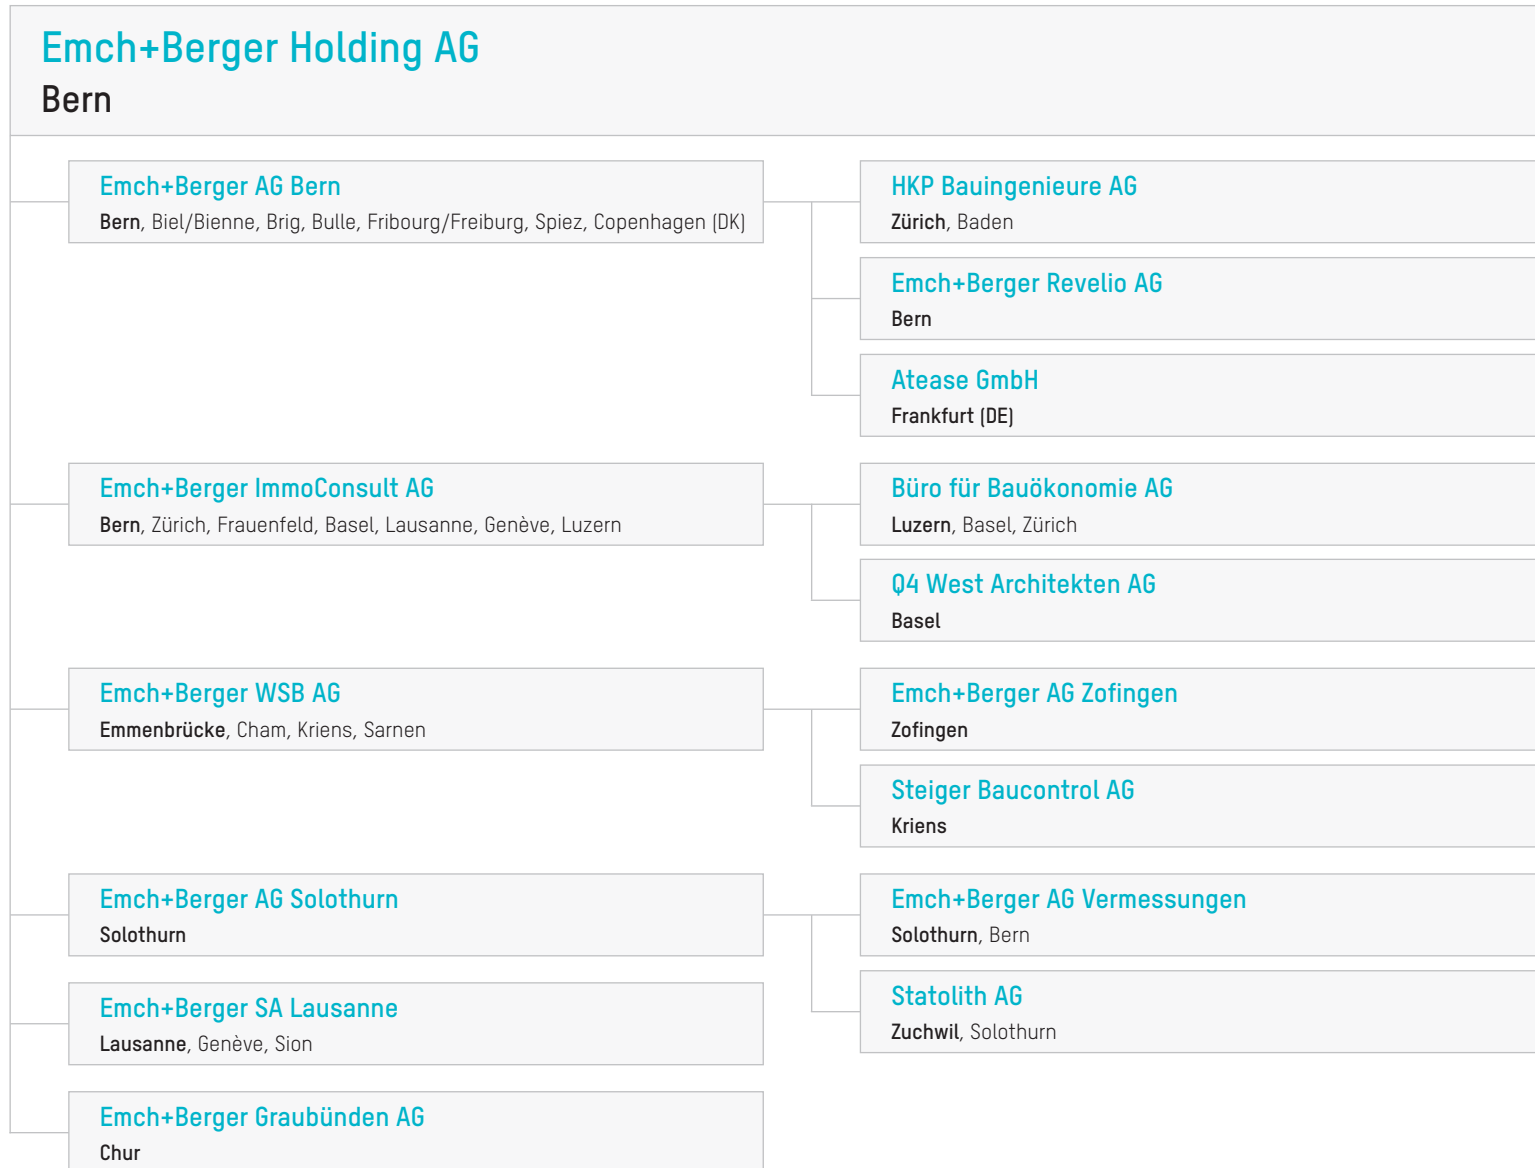 Emch+Berger Holding AG
Bern
Emch+Berger AG Bern
Bern, Biel/Bienne, Brig, Bulle, Fribourg/Freiburg, Spiez, Copenhagen (DK)
HKP Bauingenieure AG
Zürich, Baden
Emch+Berger Revelio AG
Bern
Atease GmbH
Frankfurt (DE)
Emch+Berger ImmoConsult AG
Bern, Zürich, Frauenfeld, Basel, Lausanne, Genève, Luzern
Büro für Bauökonomie AG
Luzern, Basel, Zürich
Q4 West Architekten AG
Basel
Emch+Berger WSB AG
Emmenbrücke, Cham, Kriens, Sarnen
Emch+Berger AG Zofingen
Zofingen
Steiger Baucontrol AG
Kriens
Emch+Berger AG Solothurn
Solothurn
Emch+Berger AG Vermessungen
Solothurn, Bern
Statolith AG
Zuchwil, Solothurn
Emch+Berger SA Lausanne
Lausanne, Genève, Sion
Emch+Berger Graubünden AG
Chur